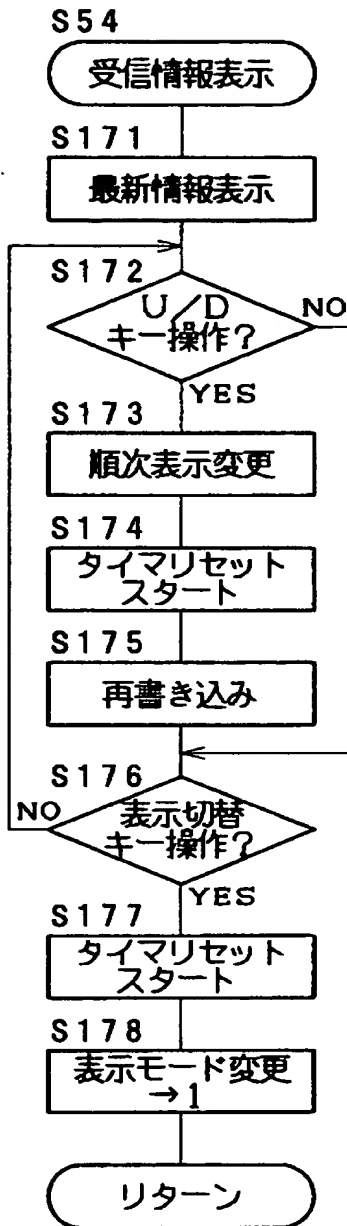 S54
受信情報表示
S171
最新情報表示
S172
U/D
キー操作?
NO
YES
S173
順次表示変更
S174
タイマリセット
スタート
S175
再書き込み
S176
表示切替
キー操作?
NO
YES
S177
タイマリセット
スタート
S178
表示モード変更
→1
リターン